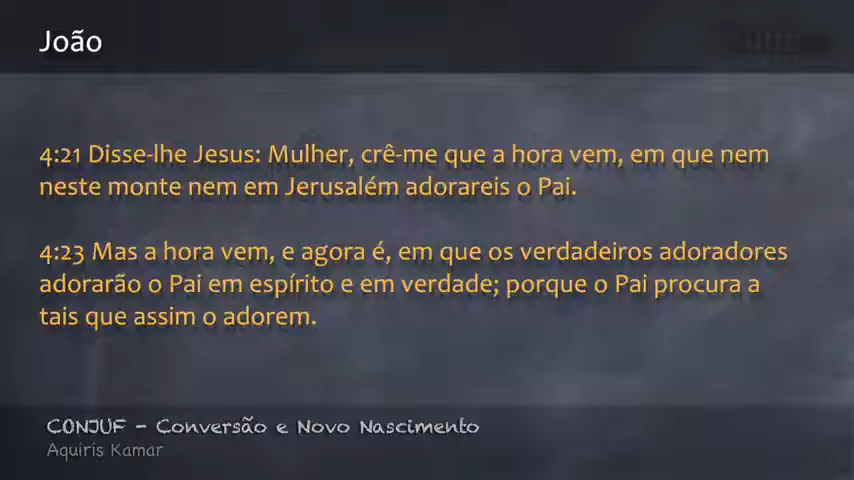 João
4:21 Disse-lhe Jesus: Mulher, crê-me que a hora vem, em que nem
neste monte nem em Jerusalém adorareis o Pai.
4:23 Mas a hora vem, e agora é, em que os verdadeiros adoradores
adorarão o Pai em espírito e em verdade; porque o Pai procura a
tais que assim o adorem.
CONJUF - Conversão e Novo Nascimento
Aquiris Kamar